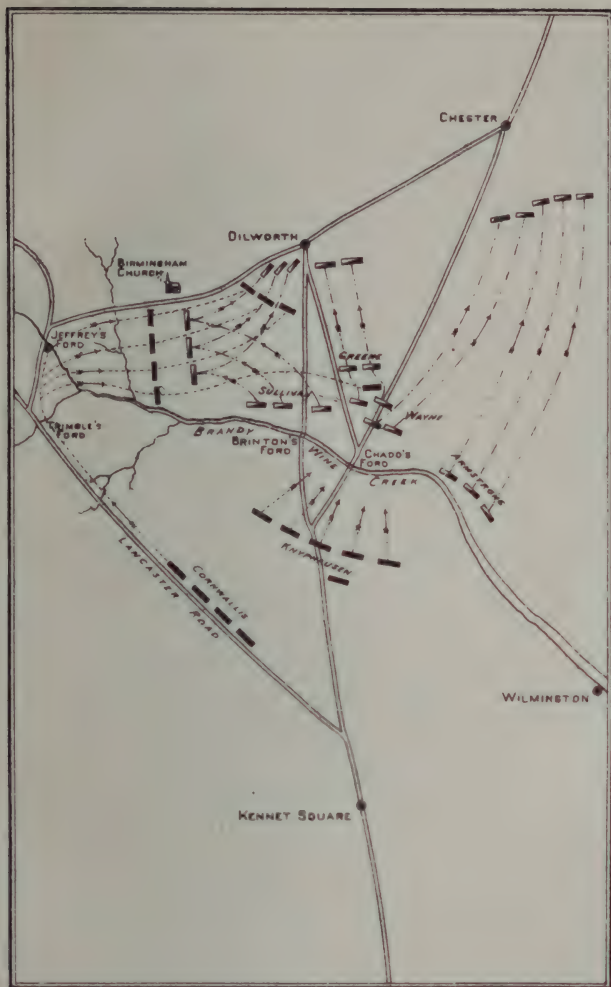 CHESTER
DILWORTH
BIRMINGHAM
CHURCH
JEFFREY'S
FORD
GREENE
SULLIVAN
WAYNE
TRIMBLE'S
FORD
BRANDY
WINE
CREEK
BRINTON'S
FORD
CHADD'S
FORD
ARMSTRONG
KNYPHAUSEN
CORNWALLIS
LANCASTER ROAD
WILMINGTON
KENNET SQUARE